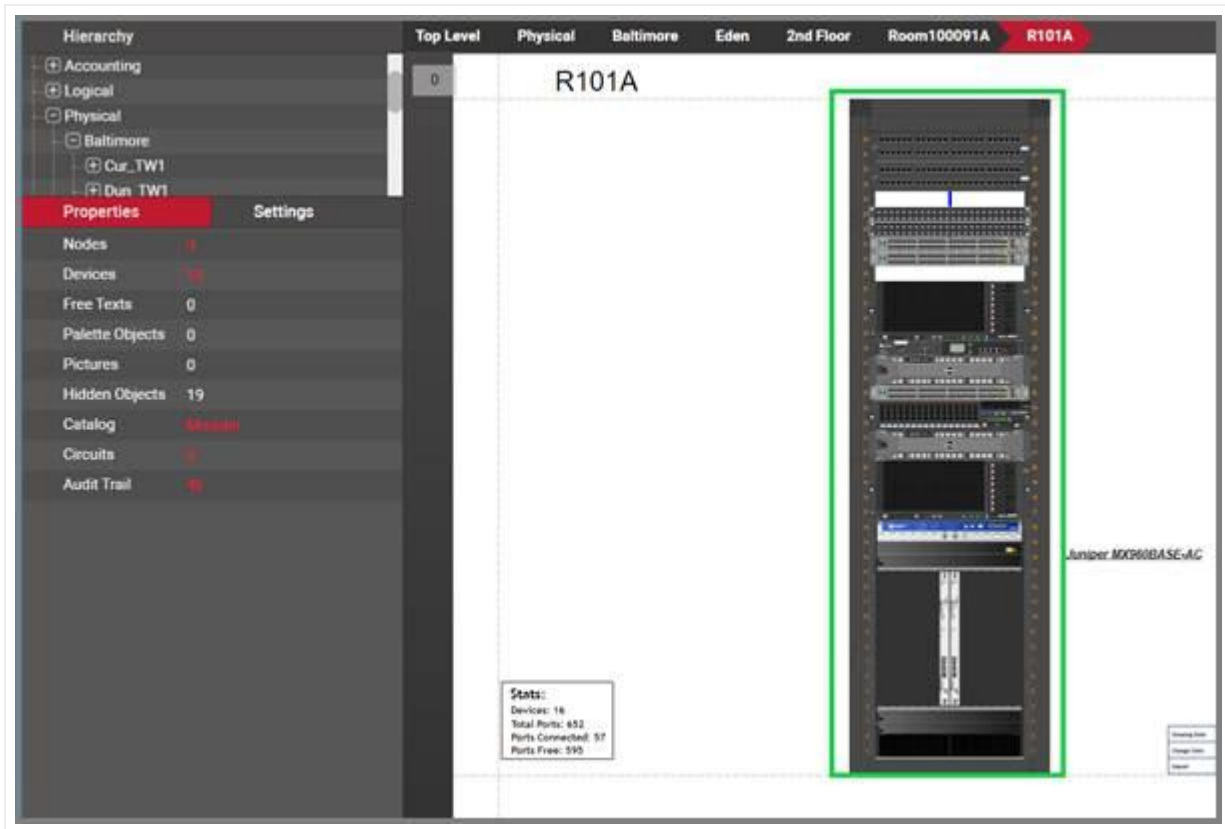 Hierarchy
Top Level Physical Baltimore Eden 2nd Floor Room100091A R101A
Accounting
Logical
Physical
Baltimore
Cur_TW1
Dun_TW1
0
R101A
Properties Settings
Nodes
Devices
Free Texts 0
Palette Objects 0
Pictures 0
Hidden Objects 19
Catalog
Circuits
Audit Trail
Juniper MX960BASE-AC
Stats:
Devices: 16
Total Ports: 652
Ports Connected: 57
Ports Free: 595